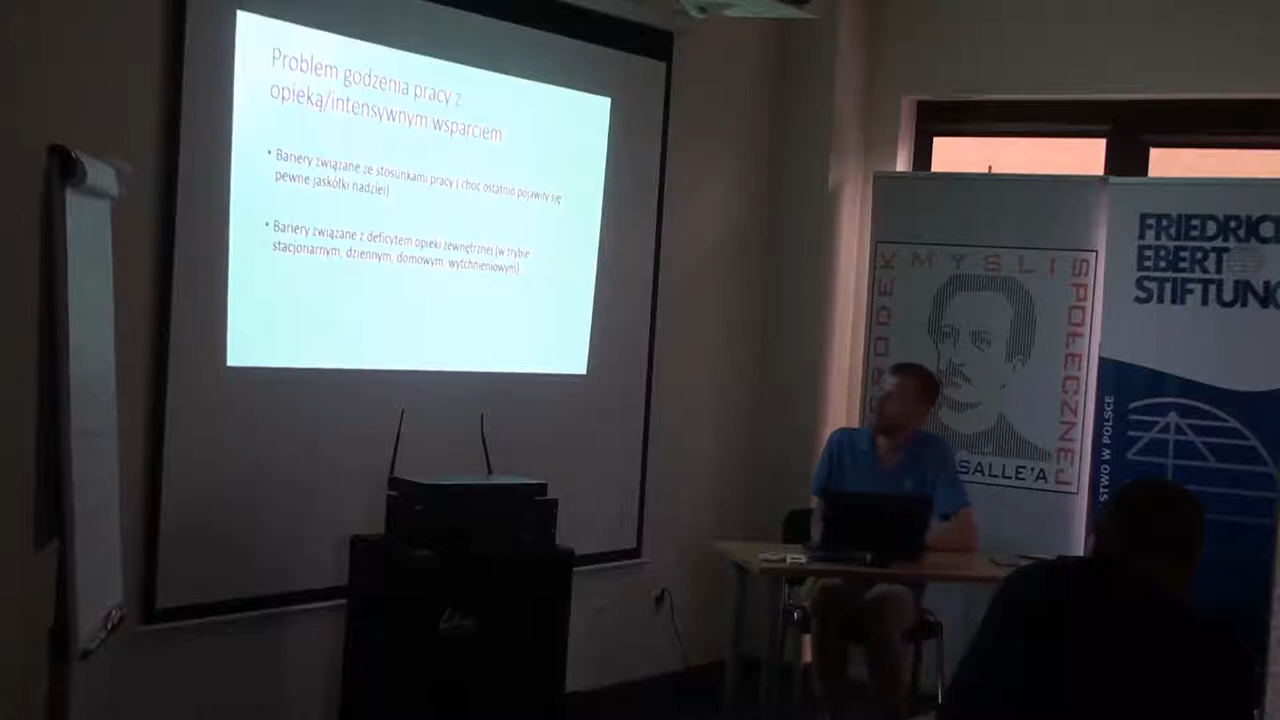 Problem godzenia pracy z
opieką/intensywnym wsparciem
• Bariery związane ze stosunkami pracy ( choć ostatnio pojawiły się
pewne jaskółki nadziei)
• Bariery związane z deficytem opieki zewnętrznej (w trybie
stacjonarnym, dziennym, domowym, wytchnieniowym)
MYŚLI
SPOŁECZNEJ
SALLE'A
FRIEDRIC
EBERT
STIFTUNG
STWO W POLSCE